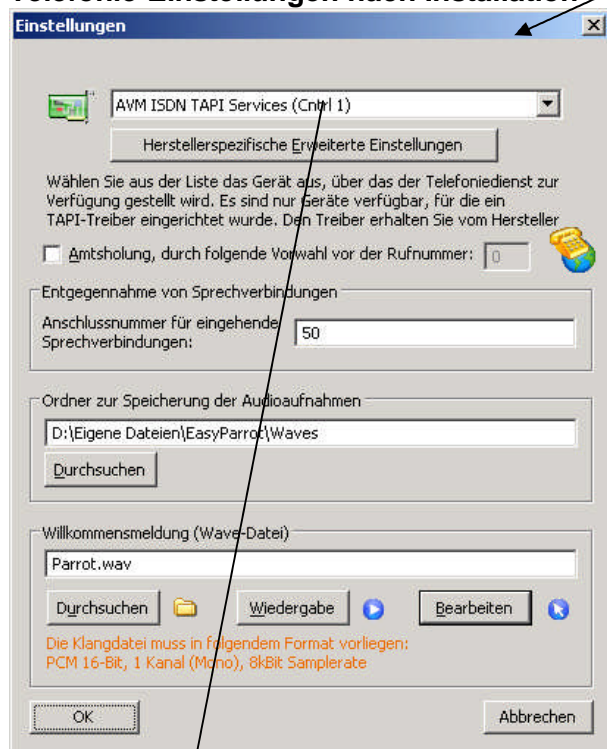 Telefonie-Einstellungen nach Installation
Einstellungen
AVM ISDN TAPI Services (Cntrl 1)
Herstellerspezifische Erweiterte Einstellungen
Wählen Sie aus der Liste das Gerät aus, über das der Telefoniedienst zur
Verfügung gestellt wird. Es sind nur Geräte verfügbar, für die ein
TAPI-Treiber eingerichtet wurde. Den Treiber erhalten Sie vom Hersteller
Amtsholung, durch folgende Vorwahl vor der Rufnummer: 0
Entgegennahme von Sprechverbindungen
Anschlussnummer für eingehende
Sprechverbindungen:
50
Ordner zur Speicherung der Audioaufnahmen
D:\Eigene Dateien\EasyParrot\Waves
Durchsuchen
Willkommensmeldung (Wave-Datei)
Parrot.wav
Durchsuchen Wiedergabe Bearbeiten
Die Klangdatei muss in folgendem Format vorliegen:
PCM 16-Bit, 1 Kanal (Mono), 8kBit Samplerate
OK Abbrechen